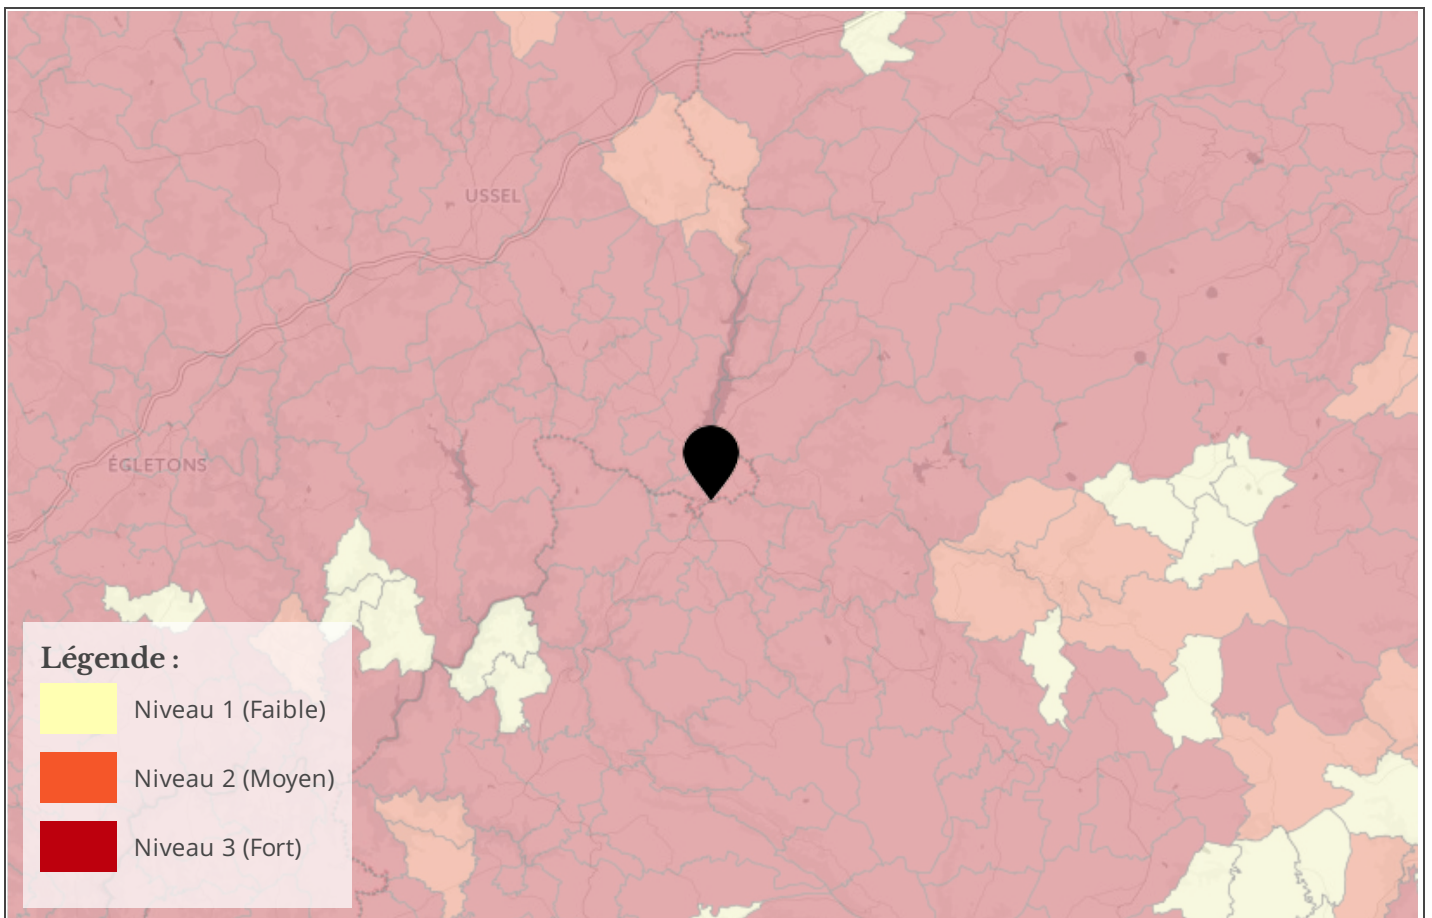 USSEL
ÉGLETONS
Légende :
Niveau 1 (Faible)
Niveau 2 (Moyen)
Niveau 3 (Fort)